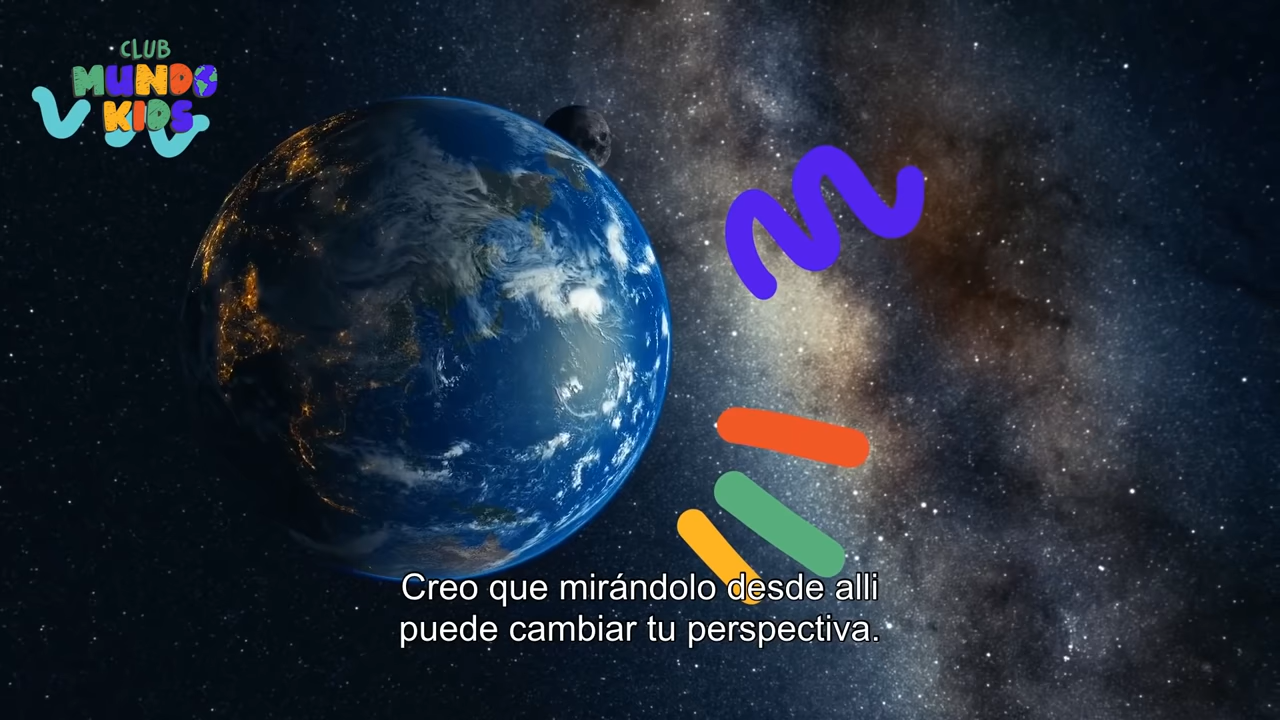 CLUB
MUNDO
KIDS
Creo que mirándolo desde alli
puede cambiar tu perspectiva.